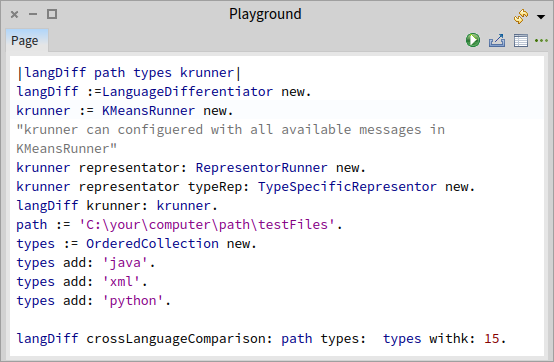 Playground
Page
|langDiff path types krunner|
langDiff :=LanguageDifferentiator new.
krunner := KMeansRunner new.
"krunner can configuered with all available messages in
KMeansRunner"
krunner representator: RepresentorRunner new.
krunner representator typeRep: TypeSpecificRepresentor new.
langDiff krunner: krunner.
path := 'C:\your\computer\path\testFiles'.
types := OrderedCollection new.
types add: 'java'.
types add: 'xml'.
types add: 'python'.
langDiff crossLanguageComparison: path types:  types withk: 15.